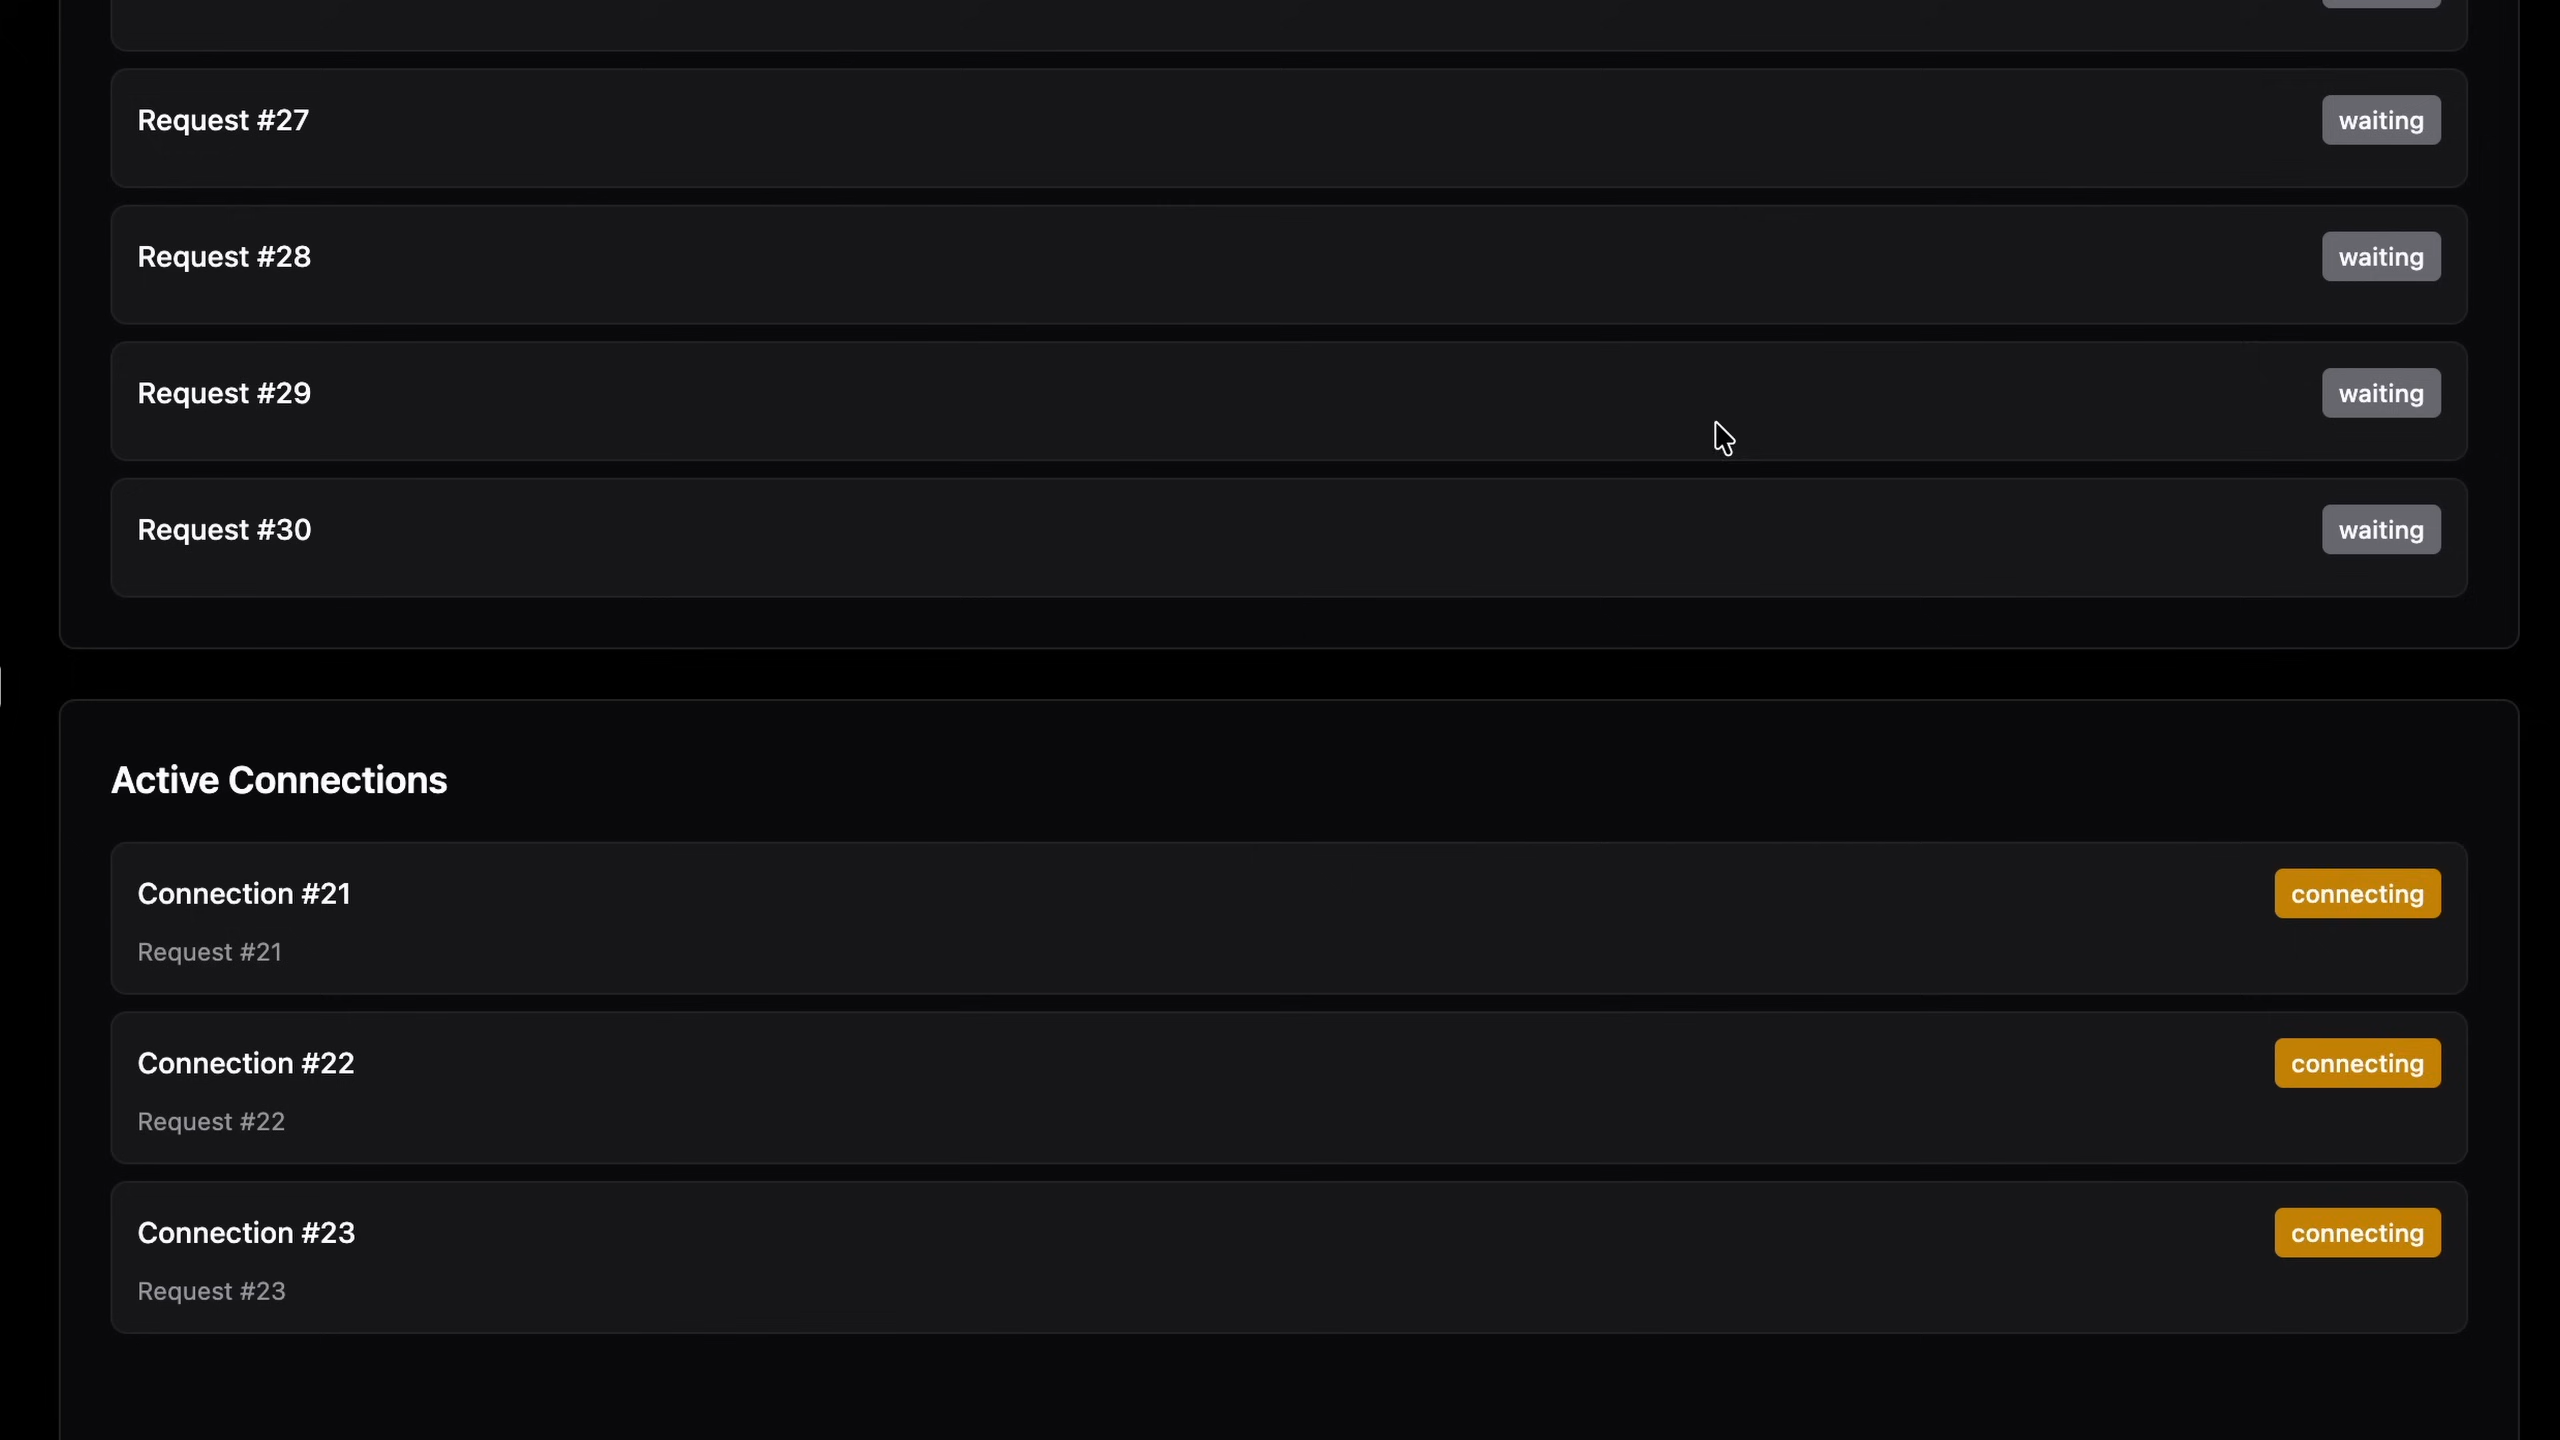 Request #27
waiting
Request #28
waiting
Request #29
waiting
Request #30
waiting
Active Connections
Connection #21
connecting
Request #21
Connection #22
connecting
Request #22
Connection #23
connecting
Request #23